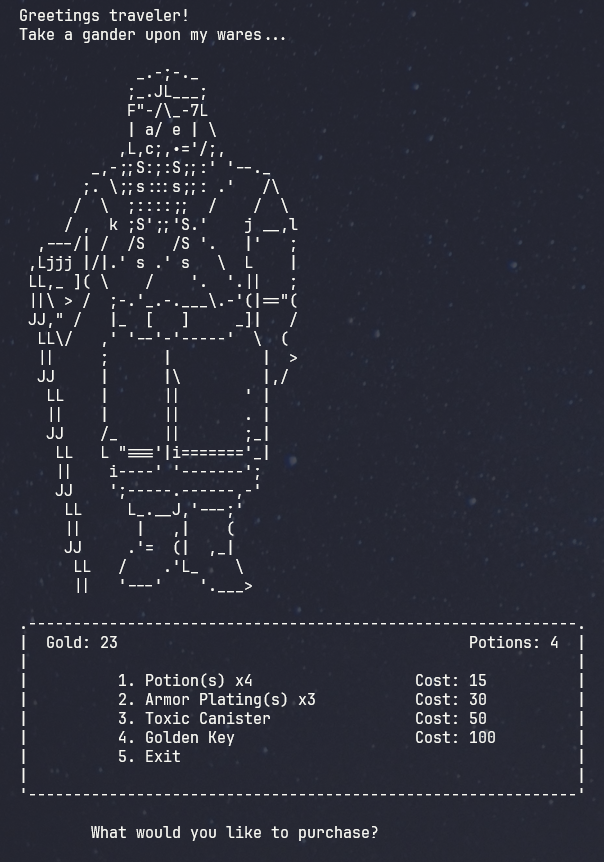 Greetings traveler!
Take a gander upon my wares...
Gold: 23 Potions: 4
1. Potion(s) x4 Cost: 15
2. Armor Plating(s) x3 Cost: 30
3. Toxic Canister Cost: 50
4. Golden Key Cost: 100
5. Exit
What would you like to purchase?